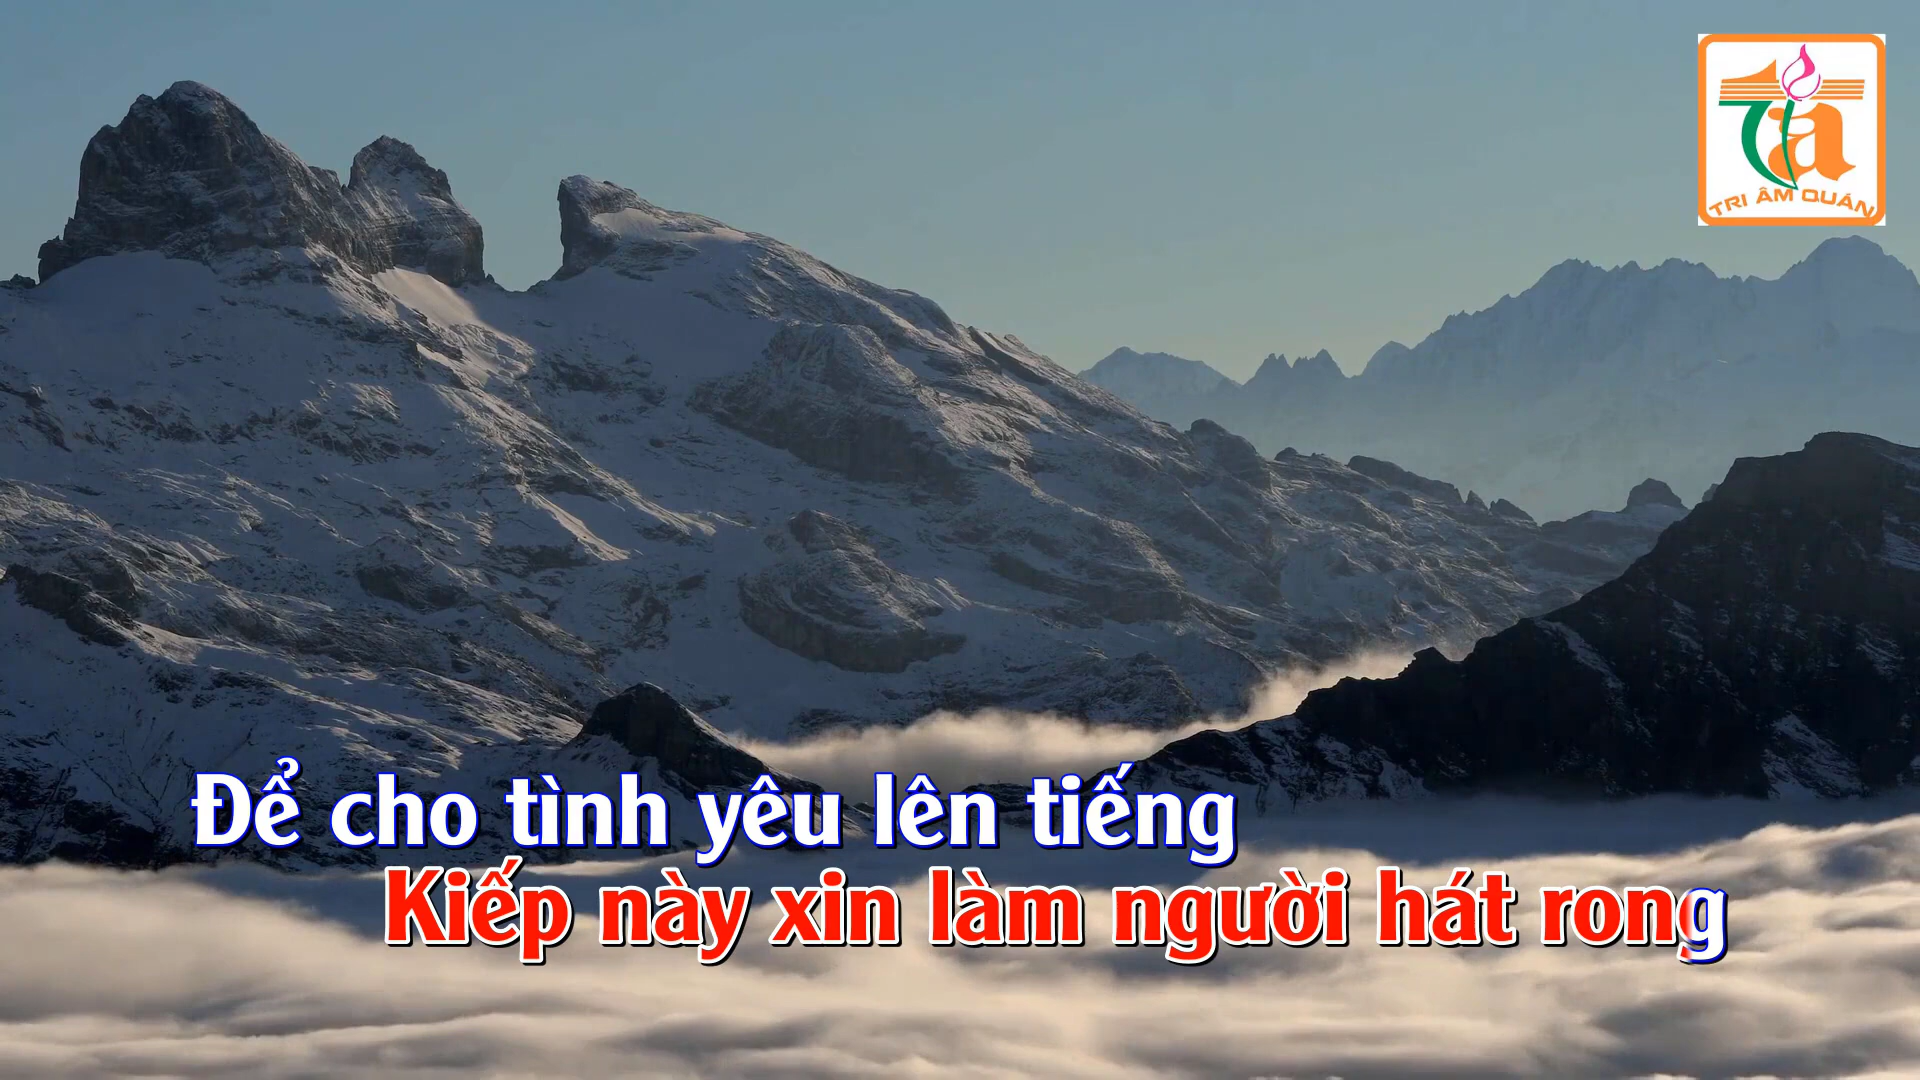 TRI ÂM QUÁN
Để cho tình yêu lên tiếng
Kiếp này xin làm người hát rong